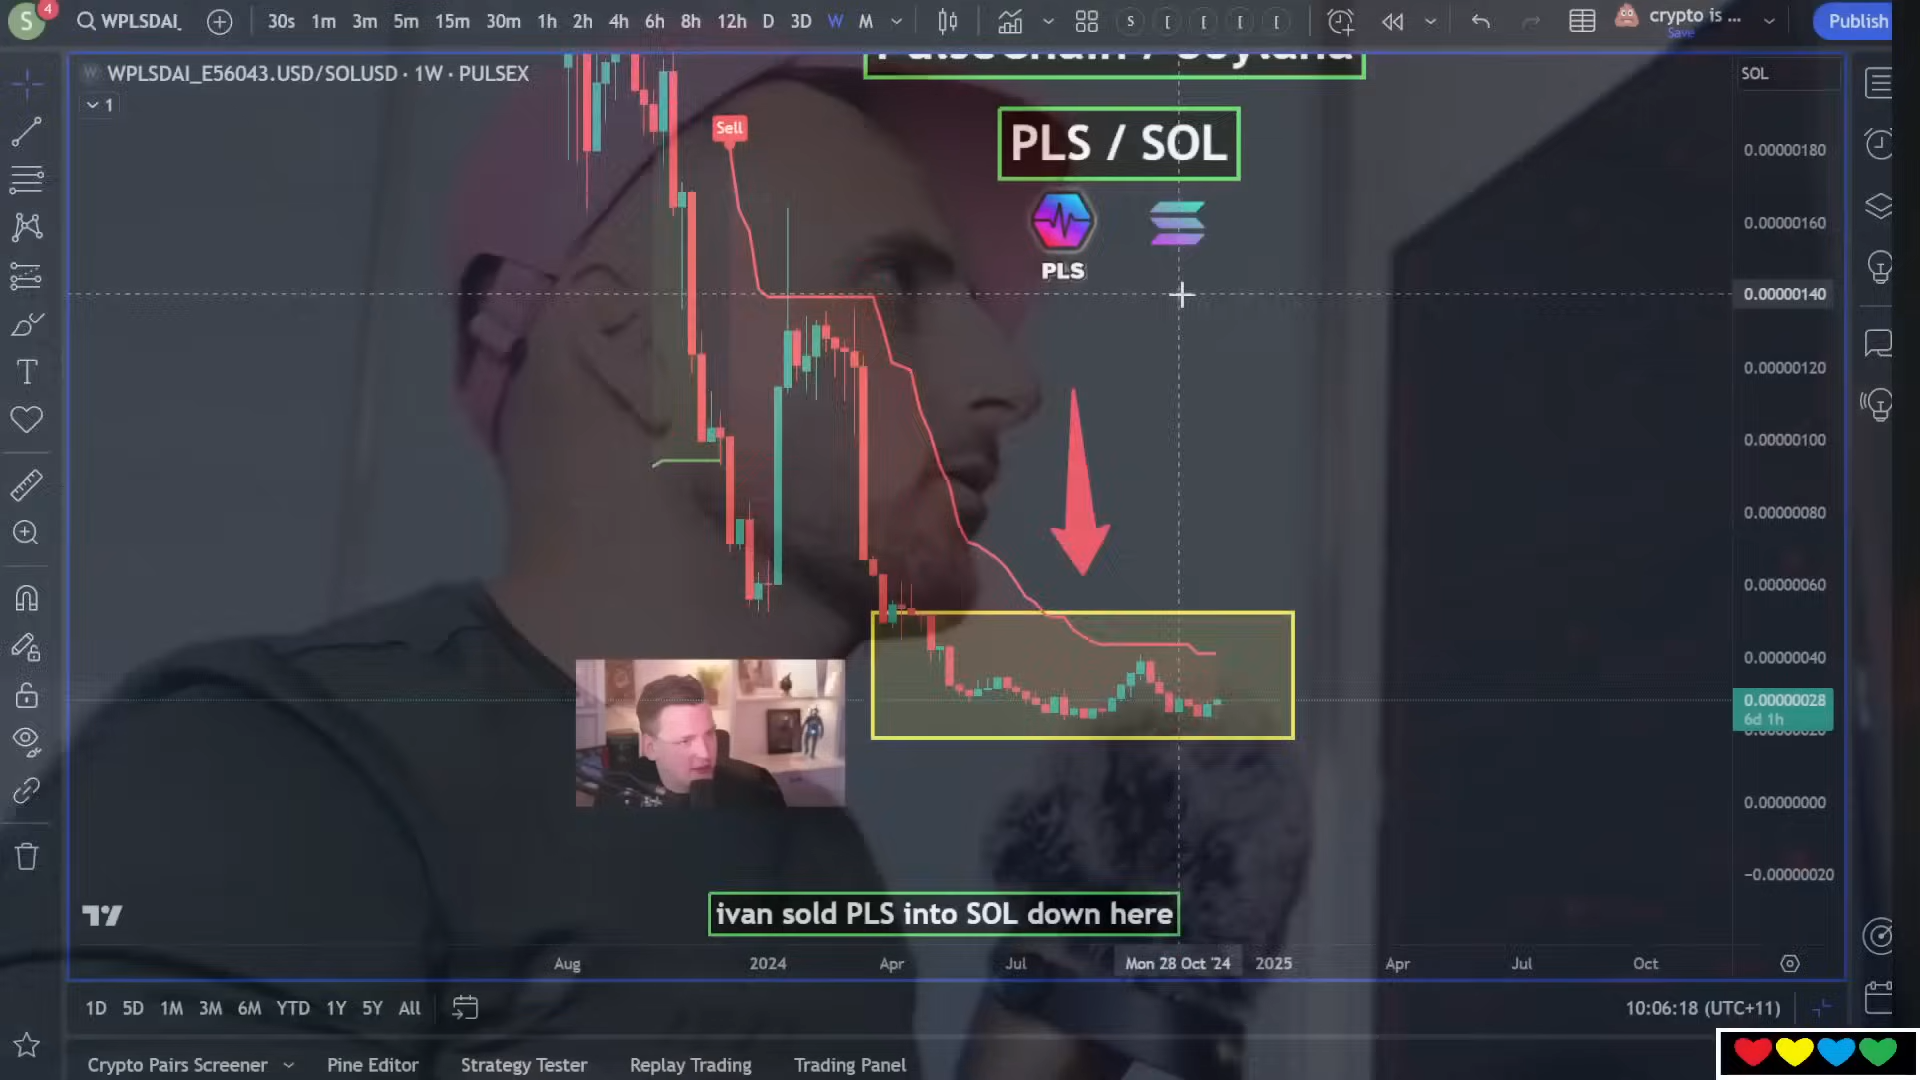 S 4 WPLSDAI_ 30s 1m 3m 5m 15m 30m 1h 2h 4h 6h 8h 12h D 3D W M S crypto is ... Save Publish
WPLSDAI_E56043.USD/SOLUSD · 1W · PULSEX
SOL
1
Sell
PLS / SOL
PLS
0.00000180
0.00000160
0.00000140
0.00000120
0.00000100
0.00000080
0.00000060
0.00000040
0.00000028
6d 1h
0.00000000
−0.00000020
ivan sold PLS into SOL down here
Aug 2024 Apr Jul Mon 28 Oct '24 2025 Apr Jul Oct
1D 5D 1M 3M 6M YTD 1Y 5Y All
10:06:18 (UTC+11)
Crypto Pairs Screener Pine Editor Strategy Tester Replay Trading Trading Panel